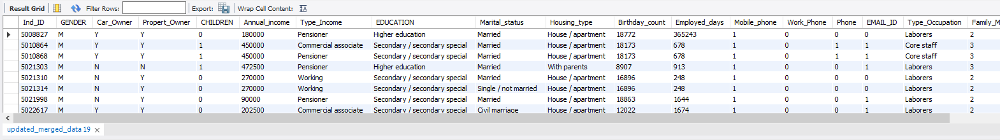 Result Grid Filter Rows: Export: Wrap Cell Content:
Ind_ID GENDER Car_Owner Propert_Owner CHILDREN Annual_income Type_Income EDUCATION Marital_status Housing_type Birthday_count Employed_days Mobile_phone Work_Phone Phone EMAIL_ID Type_Occupation Family_M
5008827 M Y Y 0 180000 Pensioner Higher education Married House / apartment 18772 365243 1 0 0 0 Laborers 2
5010864 M Y Y 1 450000 Commercial associate Secondary / secondary special Married House / apartment 18173 678 1 0 1 1 Core staff 3
5010868 M Y Y 1 450000 Pensioner Secondary / secondary special Married House / apartment 18173 678 1 0 1 1 Core staff 3
5021303 M N N 1 472500 Pensioner Higher education Married With parents 8907 913 1 0 0 1 Laborers 3
5021310 M N Y 0 270000 Working Secondary / secondary special Married House / apartment 16896 248 1 0 0 0 Laborers 2
5021314 M N Y 0 270000 Working Secondary / secondary special Single / not married House / apartment 16896 248 1 0 0 0 Laborers 2
5021998 M N Y 0 90000 Pensioner Secondary / secondary special Married House / apartment 18863 1644 1 0 0 1 Laborers 2
5022617 M Y Y 0 202500 Commercial associate Secondary / secondary special Civil marriage House / apartment 12022 1674 1 0 0 1 Laborers 2
updated_merged_data 19